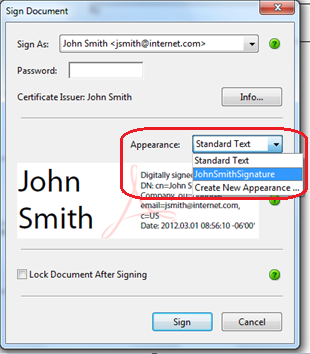 Sign Document
Sign As: John Smith <jsmith@internet.com>
Password:
Certificate Issuer: John Smith Info...
Appearance: Standard Text
Standard Text
JohnSmithSignature
Create New Appearance ...
John
Smith
Digitally signed
DN: cn=John
Company,
email=jsmith@internet.com,
c=US
Date: 2012.03.01 08:56:10 -06'00'
Lock Document After Signing
Sign Cancel